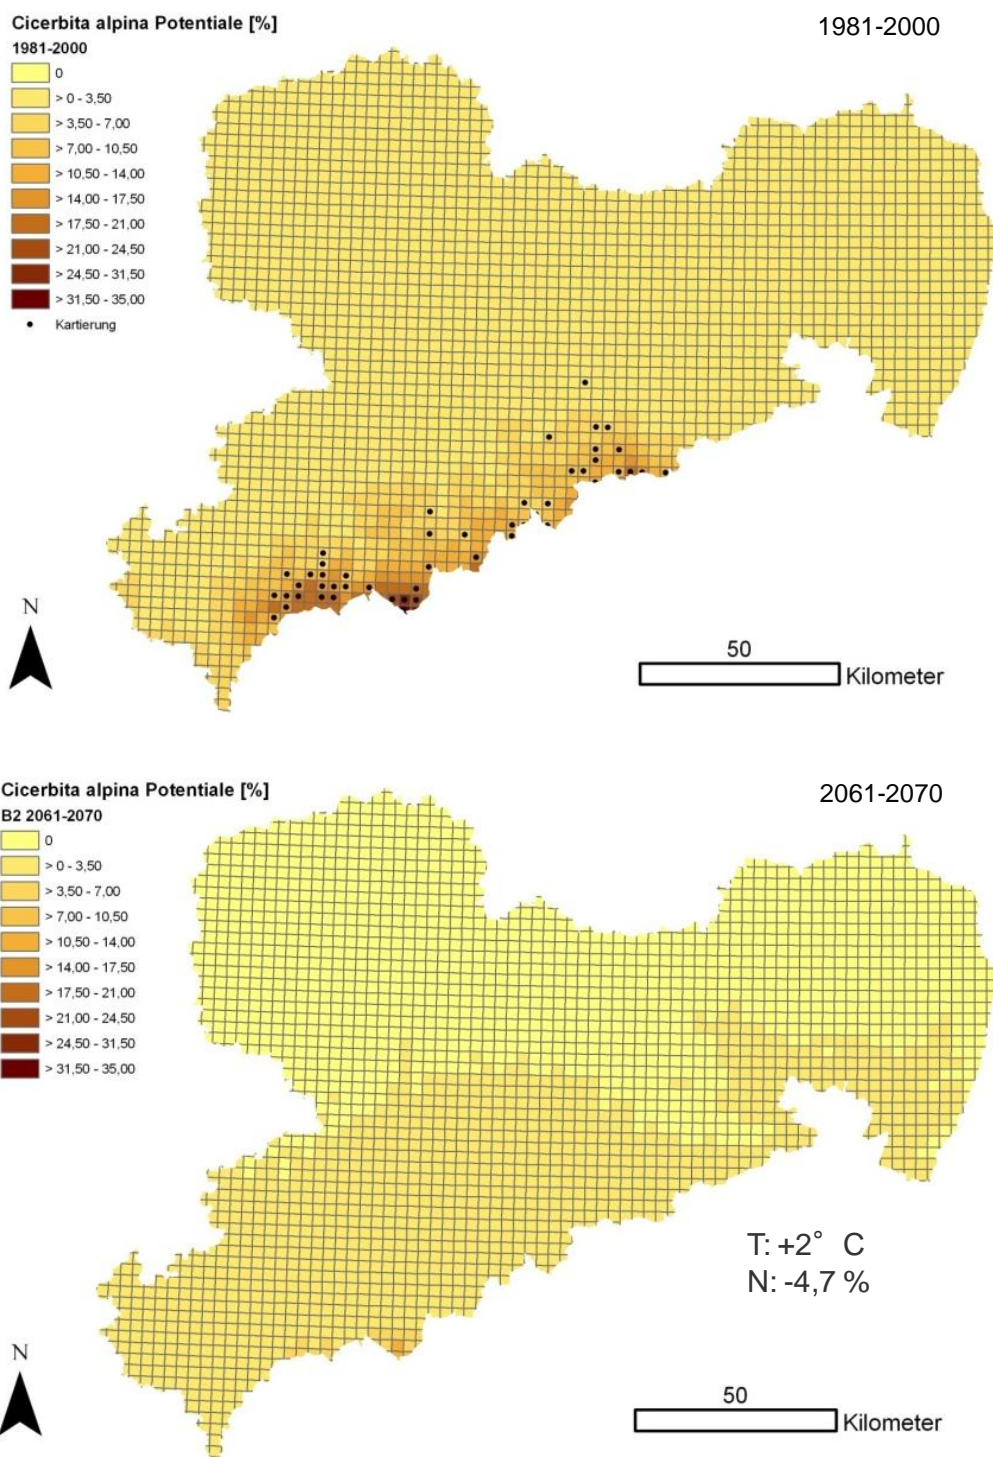 Cicerbita alpina Potentiale [%]
1981-2000
1981-2000
0
> 0 - 3,50
> 3,50 - 7,00
> 7,00 - 10,50
> 10,50 - 14,00
> 14,00 - 17,50
> 17,50 - 21,00
> 21,00 - 24,50
> 24,50 - 31,50
> 31,50 - 35,00
Kartierung
N
50
Kilometer
Cicerbita alpina Potentiale [%]
2061-2070
B2 2061-2070
0
> 0 - 3,50
> 3,50 - 7,00
> 7,00 - 10,50
> 10,50 - 14,00
> 14,00 - 17,50
> 17,50 - 21,00
> 21,00 - 24,50
> 24,50 - 31,50
> 31,50 - 35,00
T: +2° C
N: -4,7 %
N
50
Kilometer